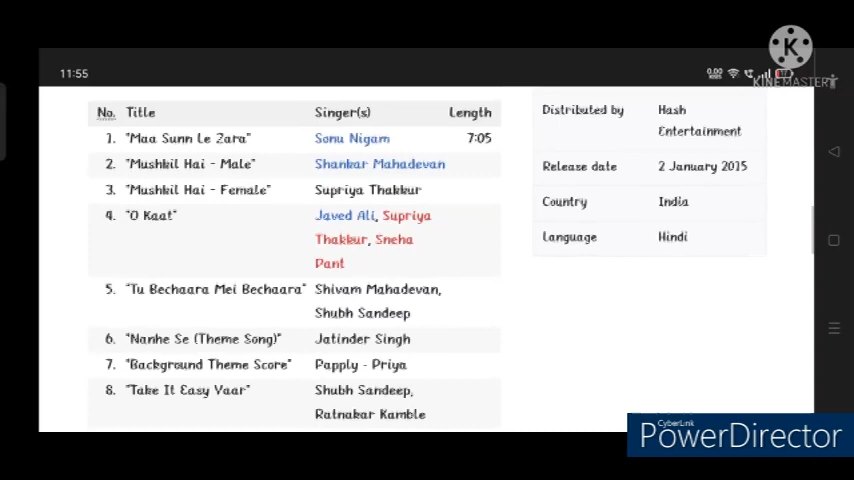 11:55
0.00
KINEMASTER
No. Title Singer(s) Length
1. "Maa Sunn Le Zara" Sonu Nigam 7:05
2. "Mushkil Hai - Male" Shankar Mahadevan
3. "Mushkil Hai - Female" Supriya Thakkur
4. "O Kaat" Javed Ali, Supriya
Thakkur, Sneha
Pant
5. "Tu Bechaara Mei Bechaara" Shivam Mahadevan,
Shubh Sandeep
6. "Nanhe Se (Theme Song)" Jatinder Singh
7. "Background Theme Score" Papply - Priya
8. "Take It Easy Yaar" Shubh Sandeep,
Ratnakar Kamble
Distributed by Hash
Entertainment
Release date 2 January 2015
Country India
Language Hindi
CyberLink
PowerDirector